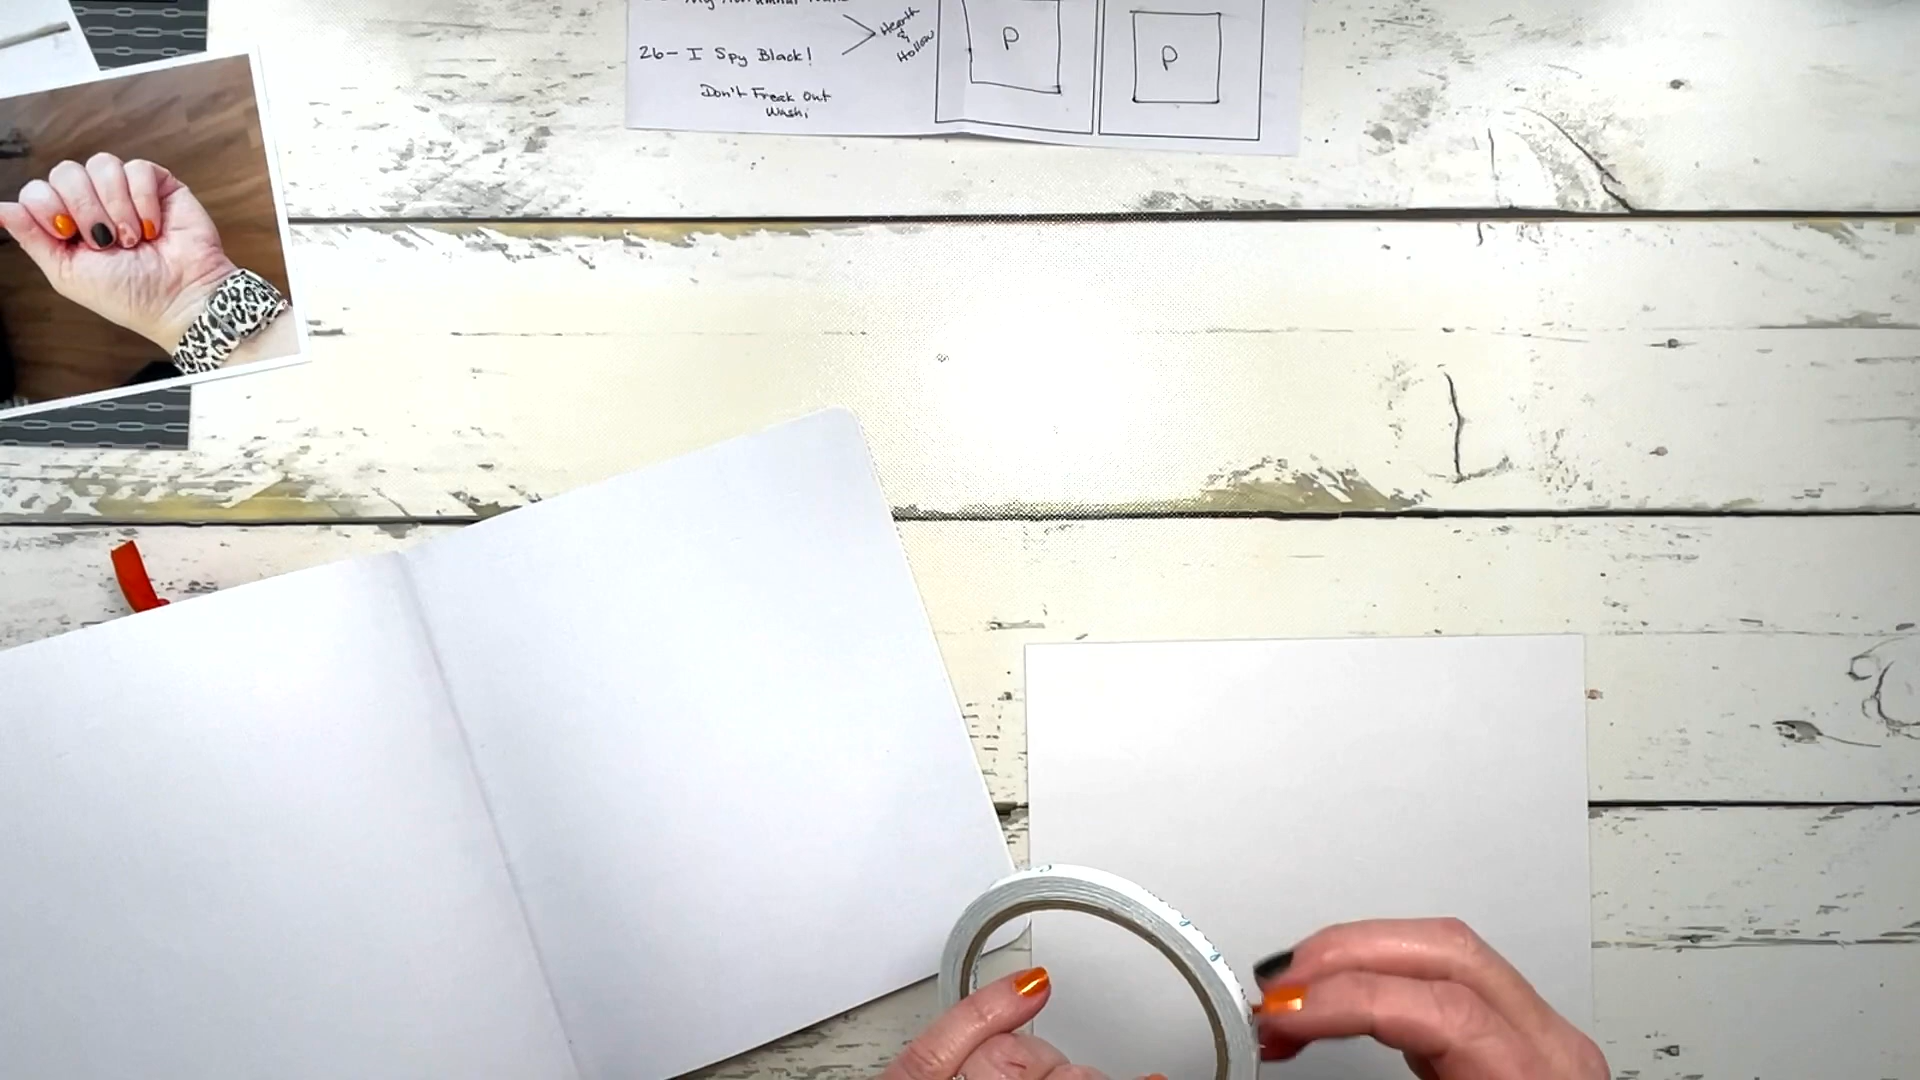 26- I Spy Black!
Don't Freak Out
Washi
Hearth
&
Hollow
P
P